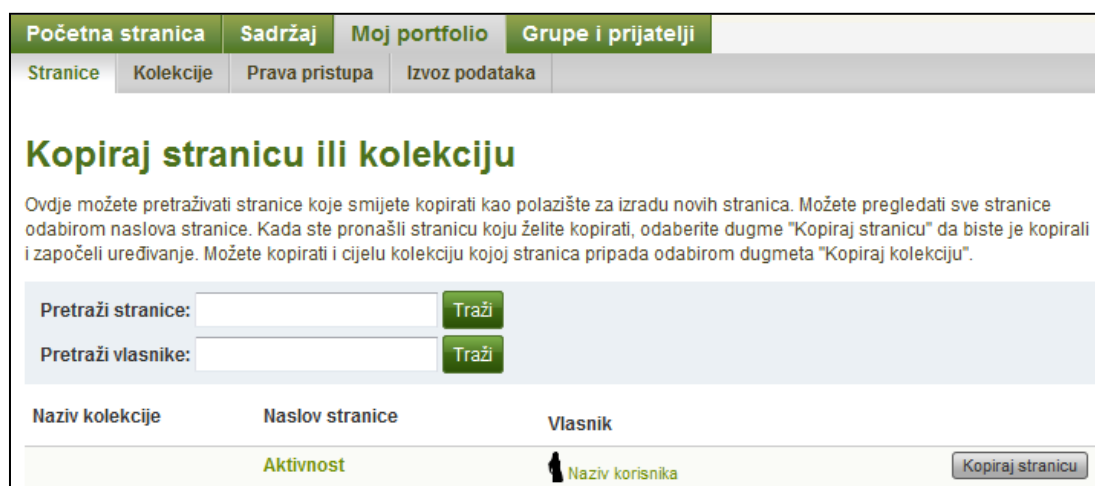 Početna stranica Sadržaj Moj portfolio Grupe i prijatelji
Stranice Kolekcije Prava pristupa Izvoz podataka
Kopiraj stranicu ili kolekciju
Ovdje možete pretraživati stranice koje smijete kopirati kao polazište za izradu novih stranica. Možete pregledati sve stranice
odabirom naslova stranice. Kada ste pronašli stranicu koju želite kopirati, odaberite dugme "Kopiraj stranicu" da biste je kopirali
i započeli uređivanje. Možete kopirati i cijelu kolekciju kojoj stranica pripada odabirom dugmeta "Kopiraj kolekciju".
Pretraži stranice: Traži
Pretraži vlasnike: Traži
Naziv kolekcije Naslov stranice Vlasnik
Aktivnost Naziv korisnika Kopiraj stranicu